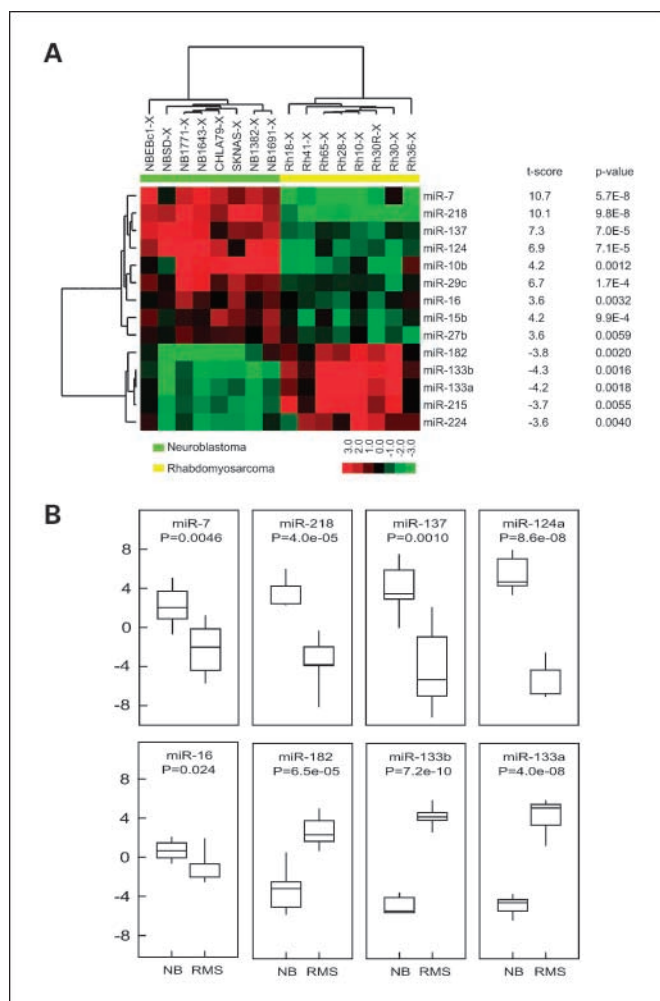 A
NBEBc1-X NBSD-X NB1771-X NB1643-X CHLA79-X SKNAS-X NB1382-X NB1691-X Rh18-X Rh41-X Rh65-X Rh28-X Rh10-X Rh30R-X Rh30-X Rh36-X
t-score p-value
miR-7 10.7 5.7E-8
miR-218 10.1 9.8E-8
miR-137 7.3 7.0E-5
miR-124 6.9 7.1E-5
miR-10b 4.2 0.0012
miR-29c 6.7 1.7E-4
miR-16 3.6 0.0032
miR-15b 4.2 9.9E-4
miR-27b 3.6 0.0059
miR-182 -3.8 0.0020
miR-133b -4.3 0.0016
miR-133a -4.2 0.0018
miR-215 -3.7 0.0055
miR-224 -3.6 0.0040
Neuroblastoma
Rhabdomyosarcoma
3.0 2.0 1.0 0.0 -1.0 -2.0 -3.0
B
miR-7 miR-218 miR-137 miR-124a
P=0.0046 P=4.0e-05 P=0.0010 P=8.6e-08
8
4
0
-4
-8
miR-16 miR-182 miR-133b miR-133a
P=0.024 P=6.5e-05 P=7.2e-10 P=4.0e-08
8
4
0
-4
-8
NB RMS NB RMS NB RMS NB RMS